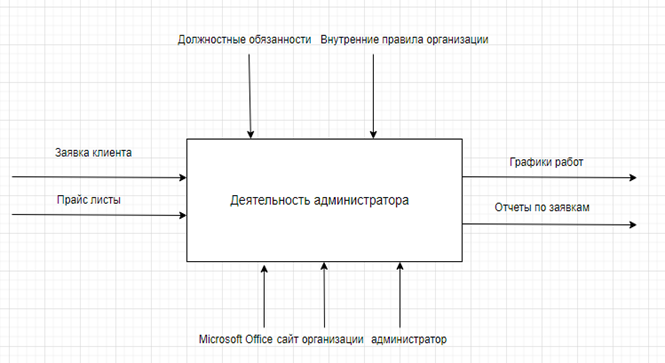 Должностные обязанности Внутренние правила организации
Заявка клиента
Графики работ
Прайс листы
Деятельность администратора
Отчеты по заявкам
Microsoft Office сайт организации администратор